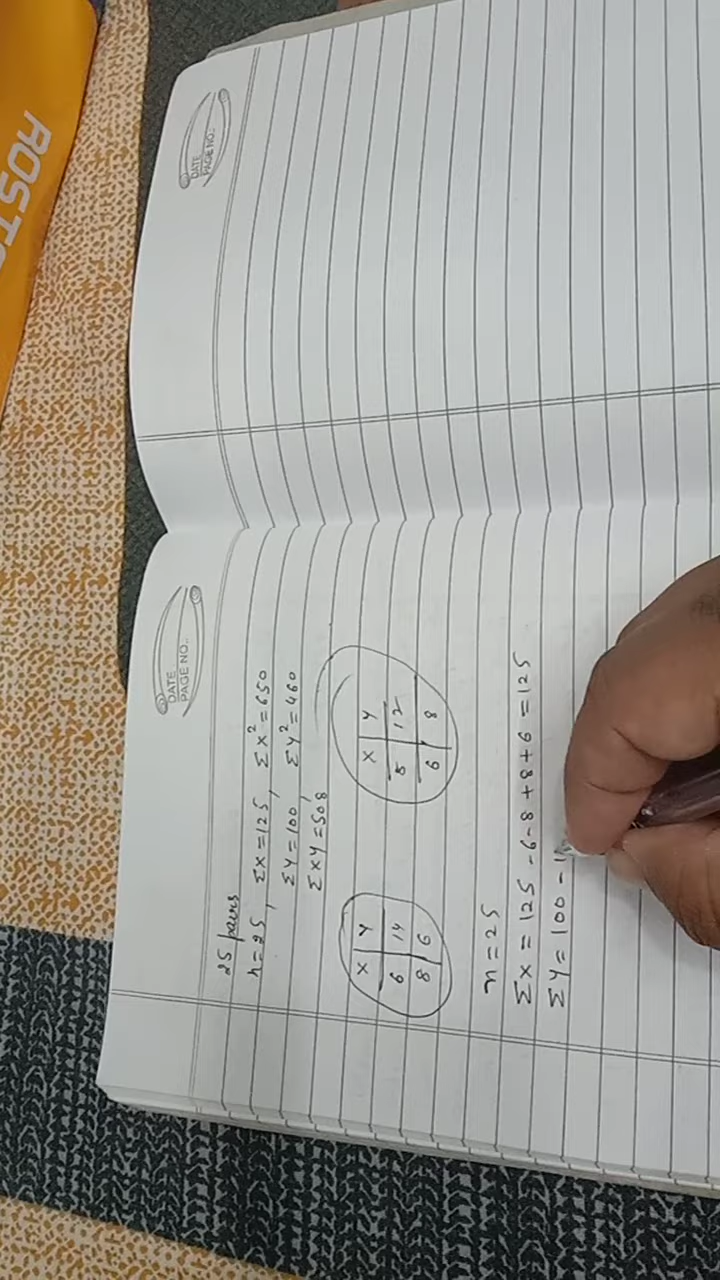 DATE
PAGE NO.:
25 pairs
n=25, Σx=125, Σx²=650
Σy=100 Σy²=460
Σxy=508
x | y
6 | 14
8 | 6
x | y
8 | 12
6 | 8
n=25
Σx = 125 -6-8 +8+6 =125
Σy = 100 -
DATE
PAGE NO.: